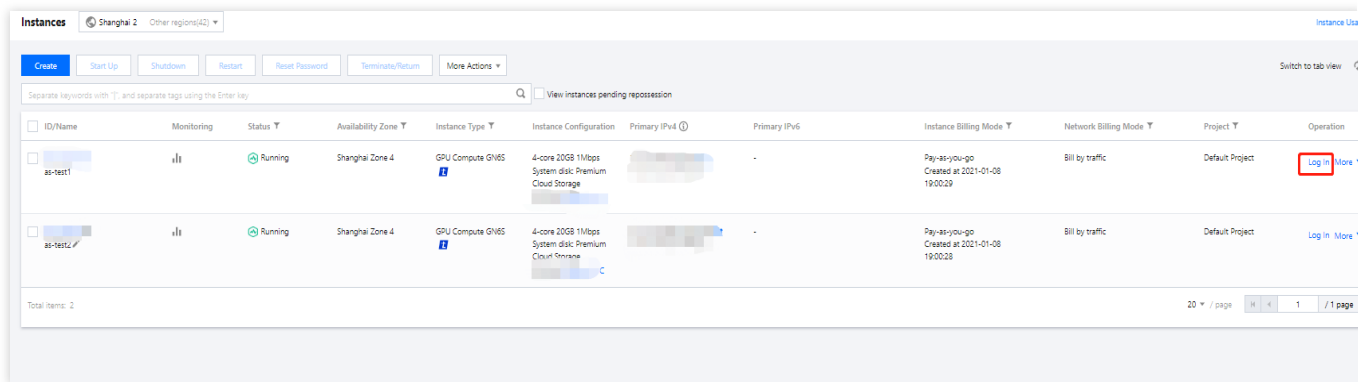 Instances Shanghai 2 Other regions(42) Instance Usa
Create Start Up Shutdown Restart Reset Password Terminate/Return More Actions Switch to tab view
Separate keywords with "|", and separate tags using the Enter key View instances pending repossession
ID/Name Monitoring Status Availability Zone Instance Type Instance Configuration Primary IPv4 Primary IPv6 Instance Billing Mode Network Billing Mode Project Operation
Running Shanghai Zone 4 GPU Compute GN6S 4-core 20GB 1Mbps - Pay-as-you-go Bill by traffic Default Project Log In More
as-test1 System disk: Premium Created at 2021-01-08
Cloud Storage 19:00:29
Running Shanghai Zone 4 GPU Compute GN6S 4-core 20GB 1Mbps - Pay-as-you-go Bill by traffic Default Project Log In More
as-test2 System disk: Premium Created at 2021-01-08
Cloud Storage 19:00:28
C
Total items: 2 20 / page 1 / 1 page